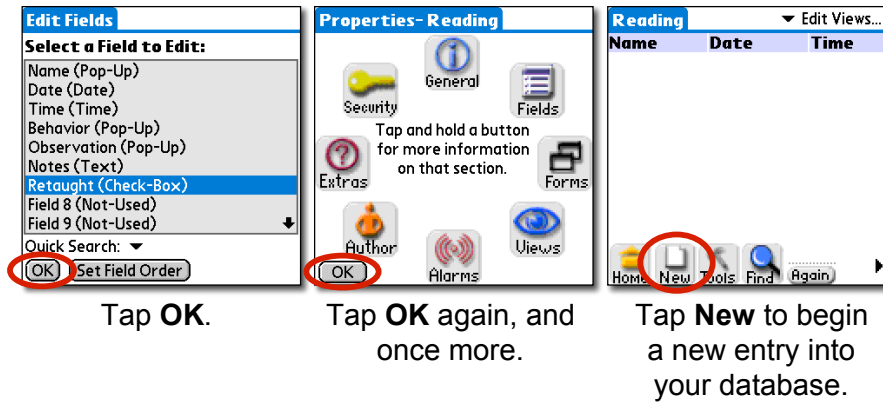 Edit Fields
Select a Field to Edit:
Name (Pop-Up)
Date (Date)
Time (Time)
Behavior (Pop-Up)
Observation (Pop-Up)
Notes (Text)
Retaught (Check-Box)
Field 8 (Not-Used)
Field 9 (Not-Used)
Quick Search:
OK Set Field Order
Tap OK.
Properties- Reading
General
Security
Fields
Tap and hold a button
for more information
on that section.
Extras
Forms
Author
Views
OK
Alarms
Tap OK again, and
once more.
Reading Edit Views...
Name Date Time
Home New Tools Find Again
Tap New to begin
a new entry into
your database.